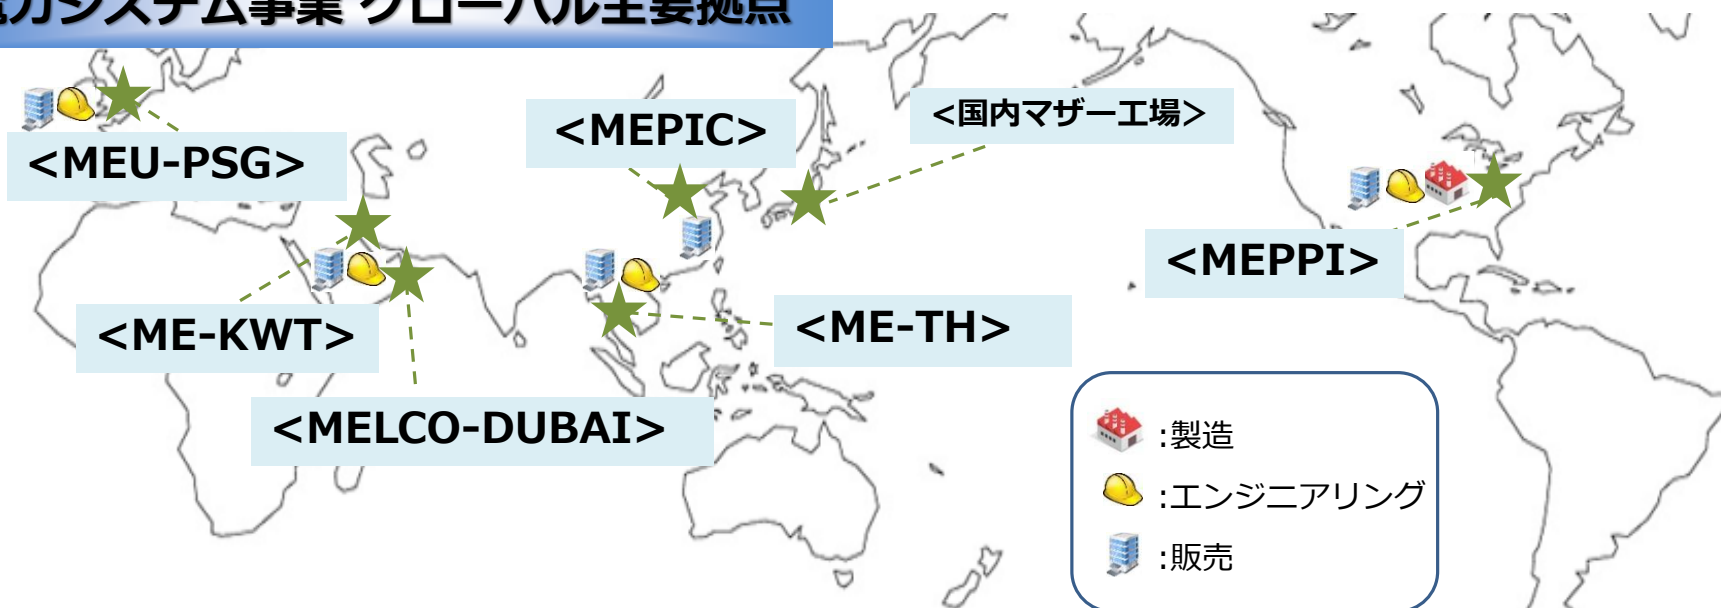 力システム事業 グローバル主要拠点
<MEU-PSG>
<MEPIC>
<国内マザー工場>
<MEPPI>
<ME-KWT>
<ME-TH>
<MELCO-DUBAI>
:製造
:エンジニアリング
:販売